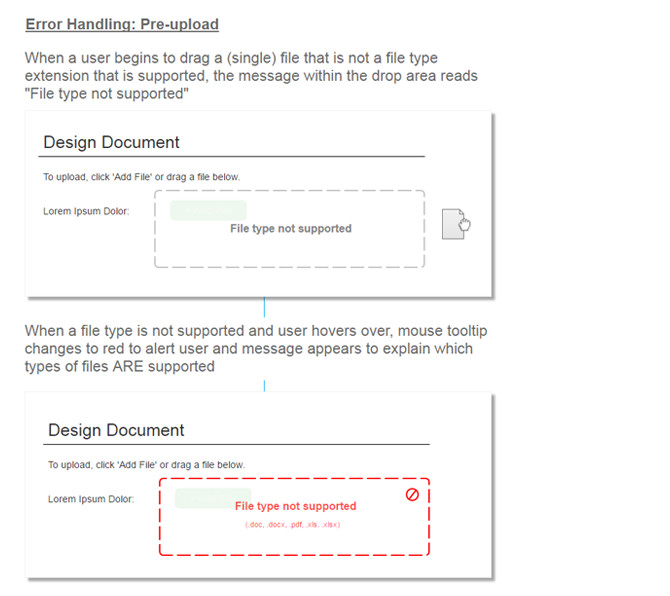 Error Handling: Pre-upload
When a user begins to drag a (single) file that is not a file type
extension that is supported, the message within the drop area reads
"File type not supported"
Design Document
To upload, click 'Add File' or drag a file below.
Lorem Ipsum Dolor:
File type not supported
When a file type is not supported and user hovers over, mouse tooltip
changes to red to alert user and message appears to explain which
types of files ARE supported
Design Document
To upload, click 'Add File' or drag a file below.
Lorem Ipsum Dolor:
File type not supported
(.doc, .docx, .pdf, .xls, .xlsx)